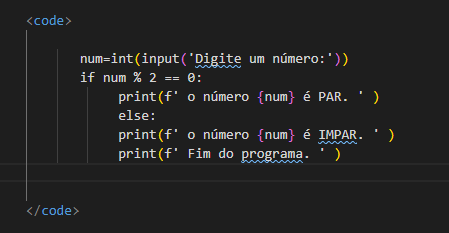 <code>
num=int(input('Digite um número:'))
if num % 2 == 0:
print(f' o número {num} é PAR. ' )
else:
print(f' o número {num} é IMPAR. ' )
print(f' Fim do programa. ' )
</code>